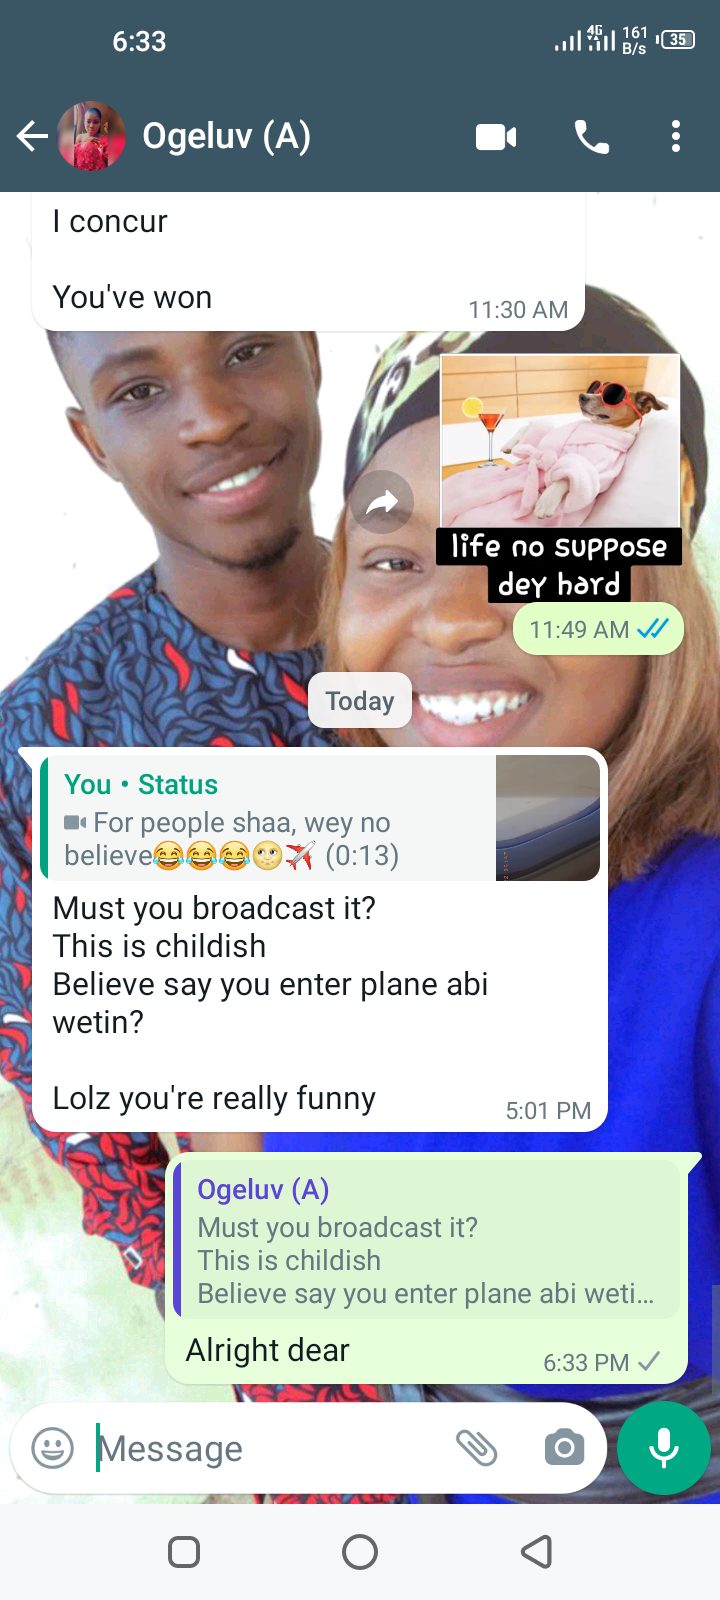 6:33
4G
161
B/s
35
Ogeluv (A)
I concur
You've won
11:30 AM
life no suppose
dey hard
11:49 AM
Today
You • Status
For people shaa, wey no
believe😂😂😂🌝✈️ (0:13)
Must you broadcast it?
This is childish
Believe say you enter plane abi
wetin?
Lolz you're really funny
5:01 PM
Ogeluv (A)
Must you broadcast it?
This is childish
Believe say you enter plane abi weti...
Alright dear
6:33 PM
Message